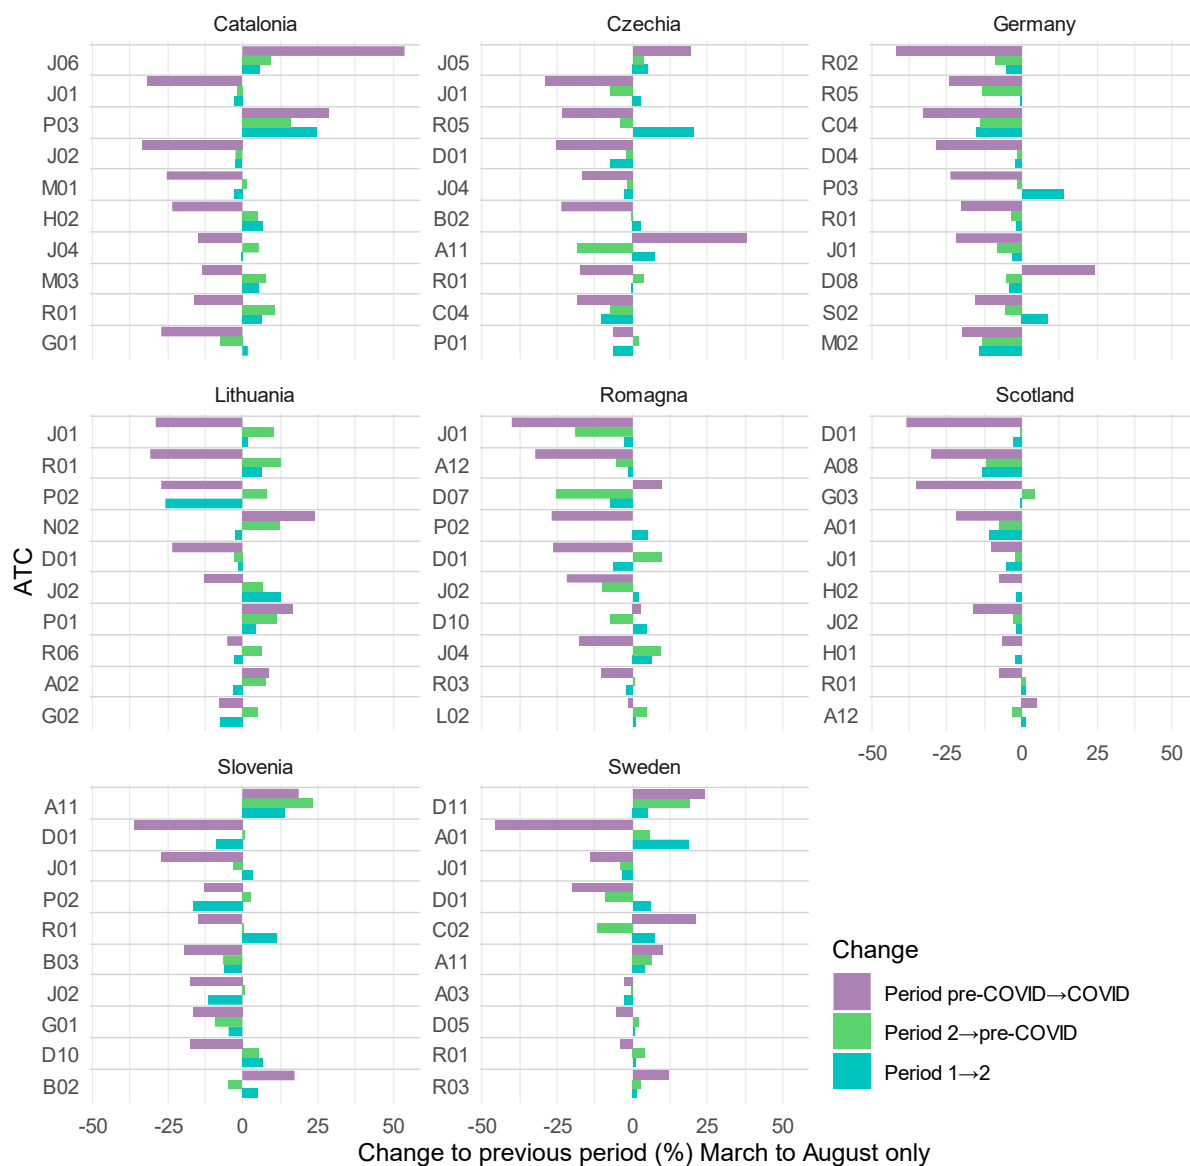 Catalonia
Czechia
Germany
J06
J01
P03
J02
M01
H02
J04
M03
R01
G01
J05
J01
R05
D01
J04
B02
A11
R01
C04
P01
R02
R05
C04
D04
P03
R01
J01
D08
S02
M02
Lithuania
Romagna
Scotland
J01
R01
P02
N02
D01
J02
P01
R06
A02
G02
J01
A12
D07
P02
D01
J02
D10
J04
R03
L02
D01
A08
G03
A01
J01
H02
J02
H01
R01
A12
-50 -25 0 25 50
ATC
Slovenia
Sweden
A11
D01
J01
P02
R01
B03
J02
G01
D10
B02
D11
A01
J01
D01
C02
A11
A03
D05
R01
R03
Change
Period pre-COVID→COVID
Period 2→pre-COVID
Period 1→2
-50 -25 0 25 50
-50 -25 0 25 50
Change to previous period (%) March to August only